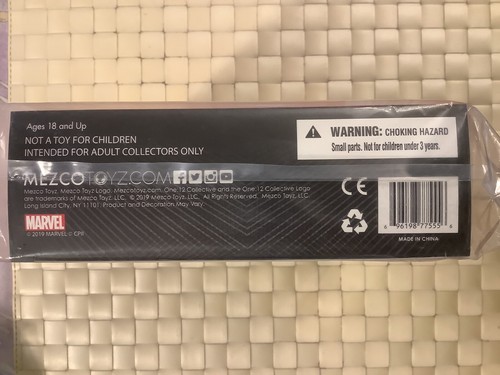 Ages 18 and Up
NOT A TOY FOR CHILDREN
INTENDED FOR ADULT COLLECTORS ONLY
WARNING: CHOKING HAZARD
Small parts. Not for children under 3 years.
MEZCOTOYZ.COM
Mezco Toyz, Mezco Toyz Logo, Mezcotoyz.com, One:12 Collective and the One:12 Collective Logo
are trademarks of Mezco Toyz, LLC. © 2019 Mezco Toyz, LLC. All Rights Reserved. Mezco Toyz, LLC
Long Island City, NY 11101. Product and Decoration May Vary.
MARVEL
© 2019 MARVEL
CE
96198 77555
MADE IN CHINA